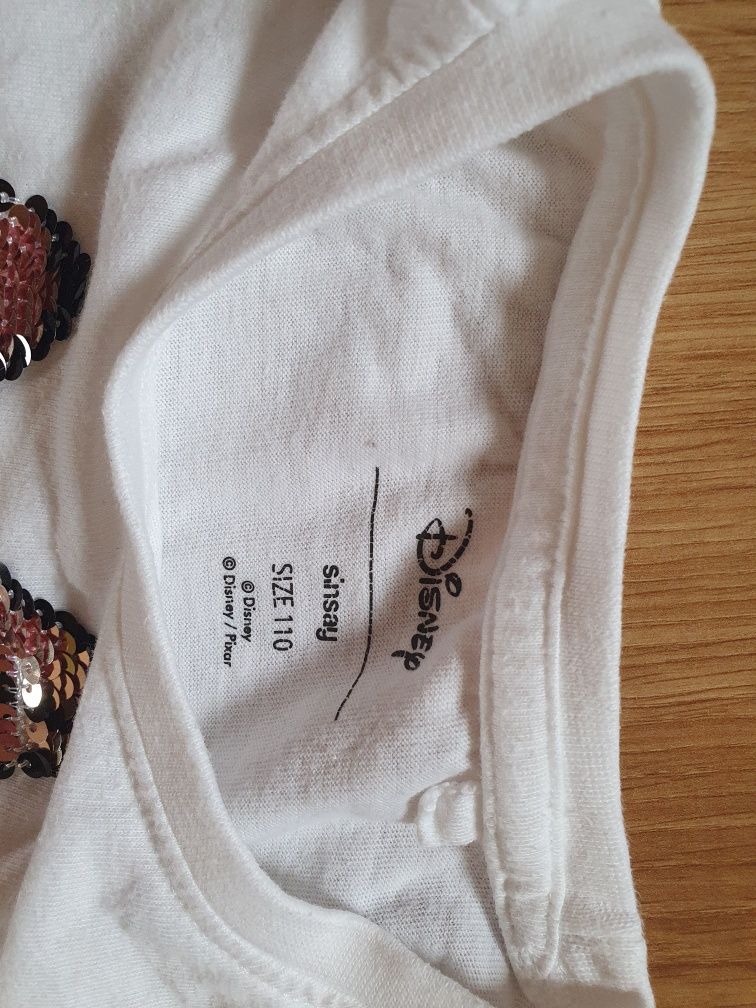 Disney
sinsay
SIZE 110
© Disney
© Disney / Pixar